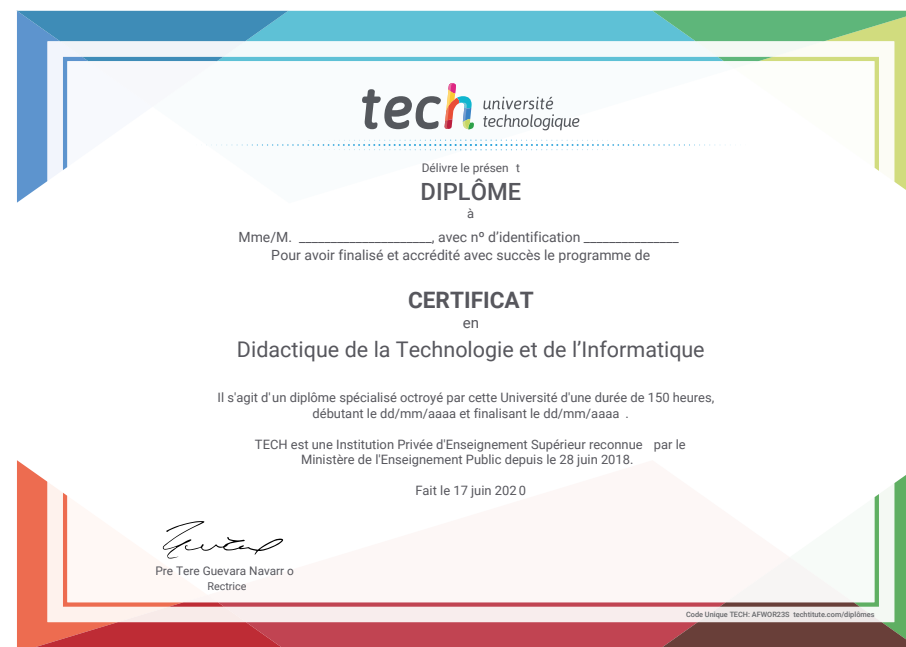 tech université
technologique
Délivre le présen t
DIPLÔME
à
Mme/M. ____________________, avec nº d’identification ______________
Pour avoir finalisé et accrédité avec succès le programme de
CERTIFICAT
en
Didactique de la Technologie et de l’Informatique
Il s'agit d'un diplôme spécialisé octroyé par cette Université d'une durée de 150 heures,
débutant le dd/mm/aaaa et finalisant le dd/mm/aaaa .
TECH est une Institution Privée d'Enseignement Supérieur reconnue par le
Ministère de l'Enseignement Public depuis le 28 juin 2018.
Fait le 17 juin 2020
Pre Tere Guevara Navarr o
Rectrice
Code Unique TECH: AFWOR23S techtitute.com/diplômes